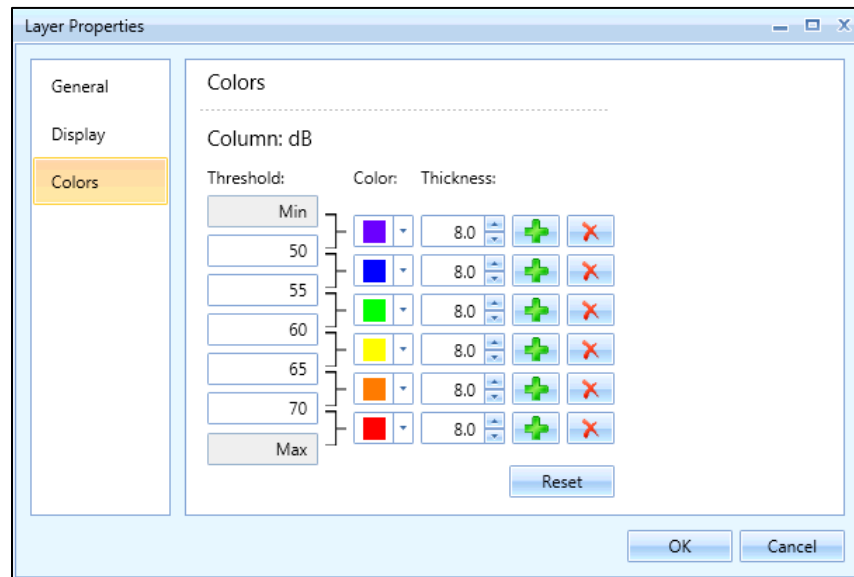 Layer Properties
General
Display
Colors
Colors
Column: dB
Threshold: Color: Thickness:
Min
8.0
50
8.0
55
8.0
60
8.0
65
8.0
70
8.0
Max
Reset
OK Cancel